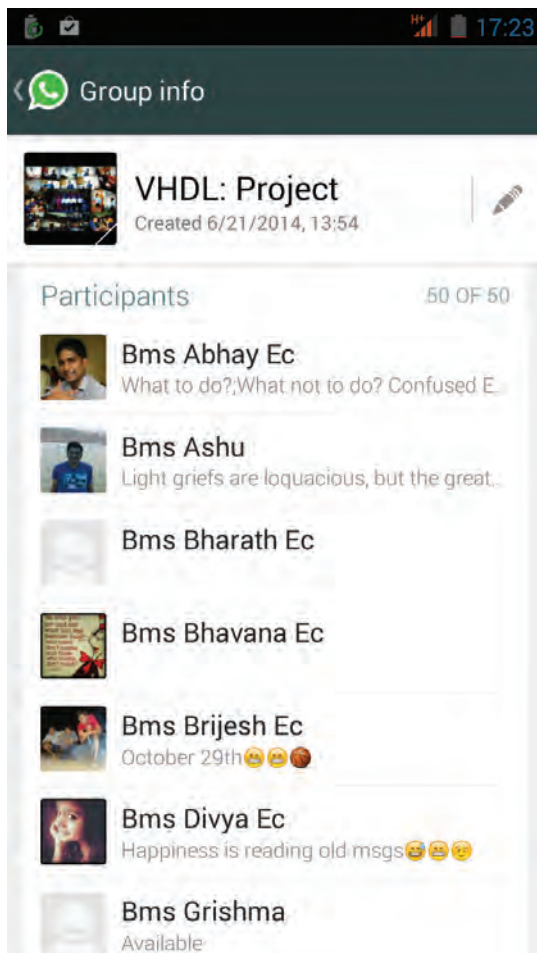 17:23
Group info
VHDL: Project
Created 6/21/2014, 13:54
Participants
50 OF 50
Bms Abhay Ec
What to do?;What not to do? Confused E..
Bms Ashu
Light griefs are loquacious, but the great..
Bms Bharath Ec
Bms Bhavana Ec
Bms Brijesh Ec
October 29th😬😬🏀
Bms Divya Ec
Happiness is reading old msgs😅😬😉
Bms Grishma
Available